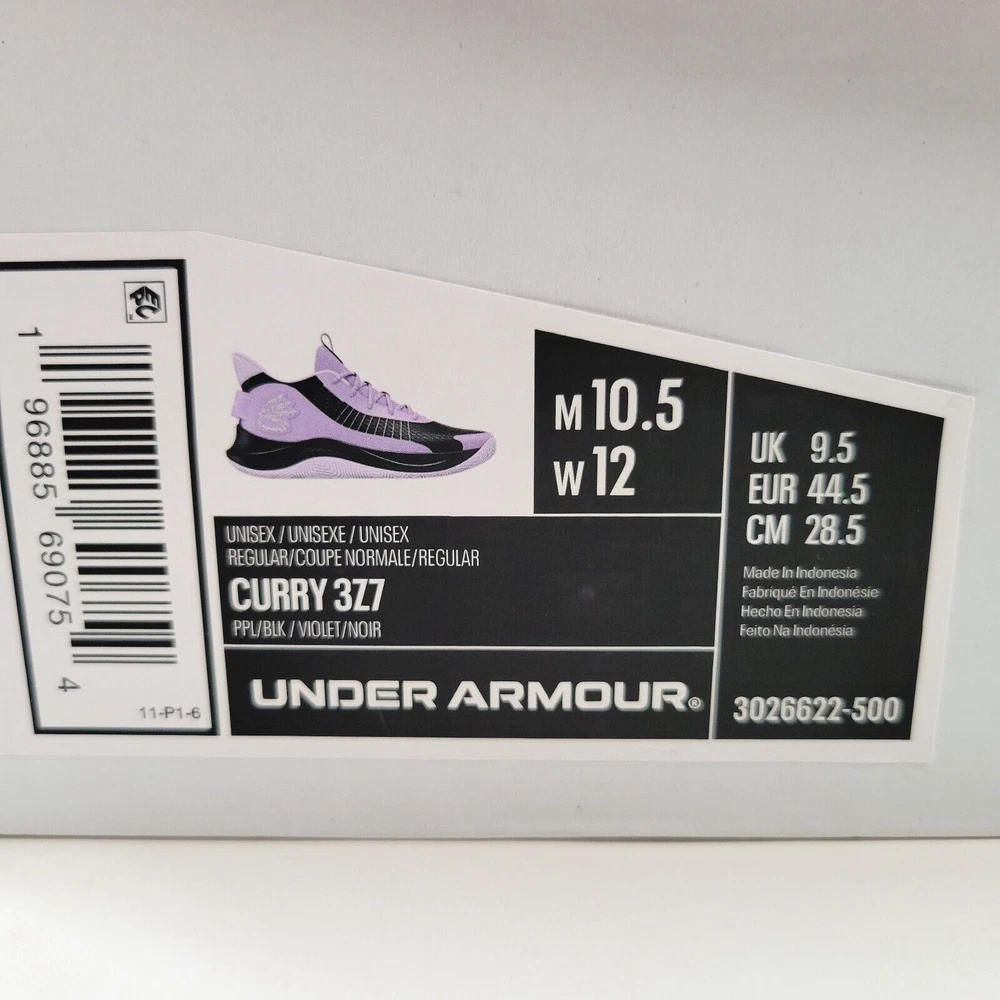 1 96885 69075 4
11-P1-6
M 10.5
W 12
UK 9.5
EUR 44.5
CM 28.5
UNISEX / UNISEXE / UNISEX
REGULAR/COUPE NORMALE/REGULAR
CURRY 3Z7
PPL/BLK / VIOLET/NOIR
UNDER ARMOUR®
Made In Indonesia
Fabriqué En Indonésie
Hecho En Indonesia
Feito Na Indonésia
3026622-500